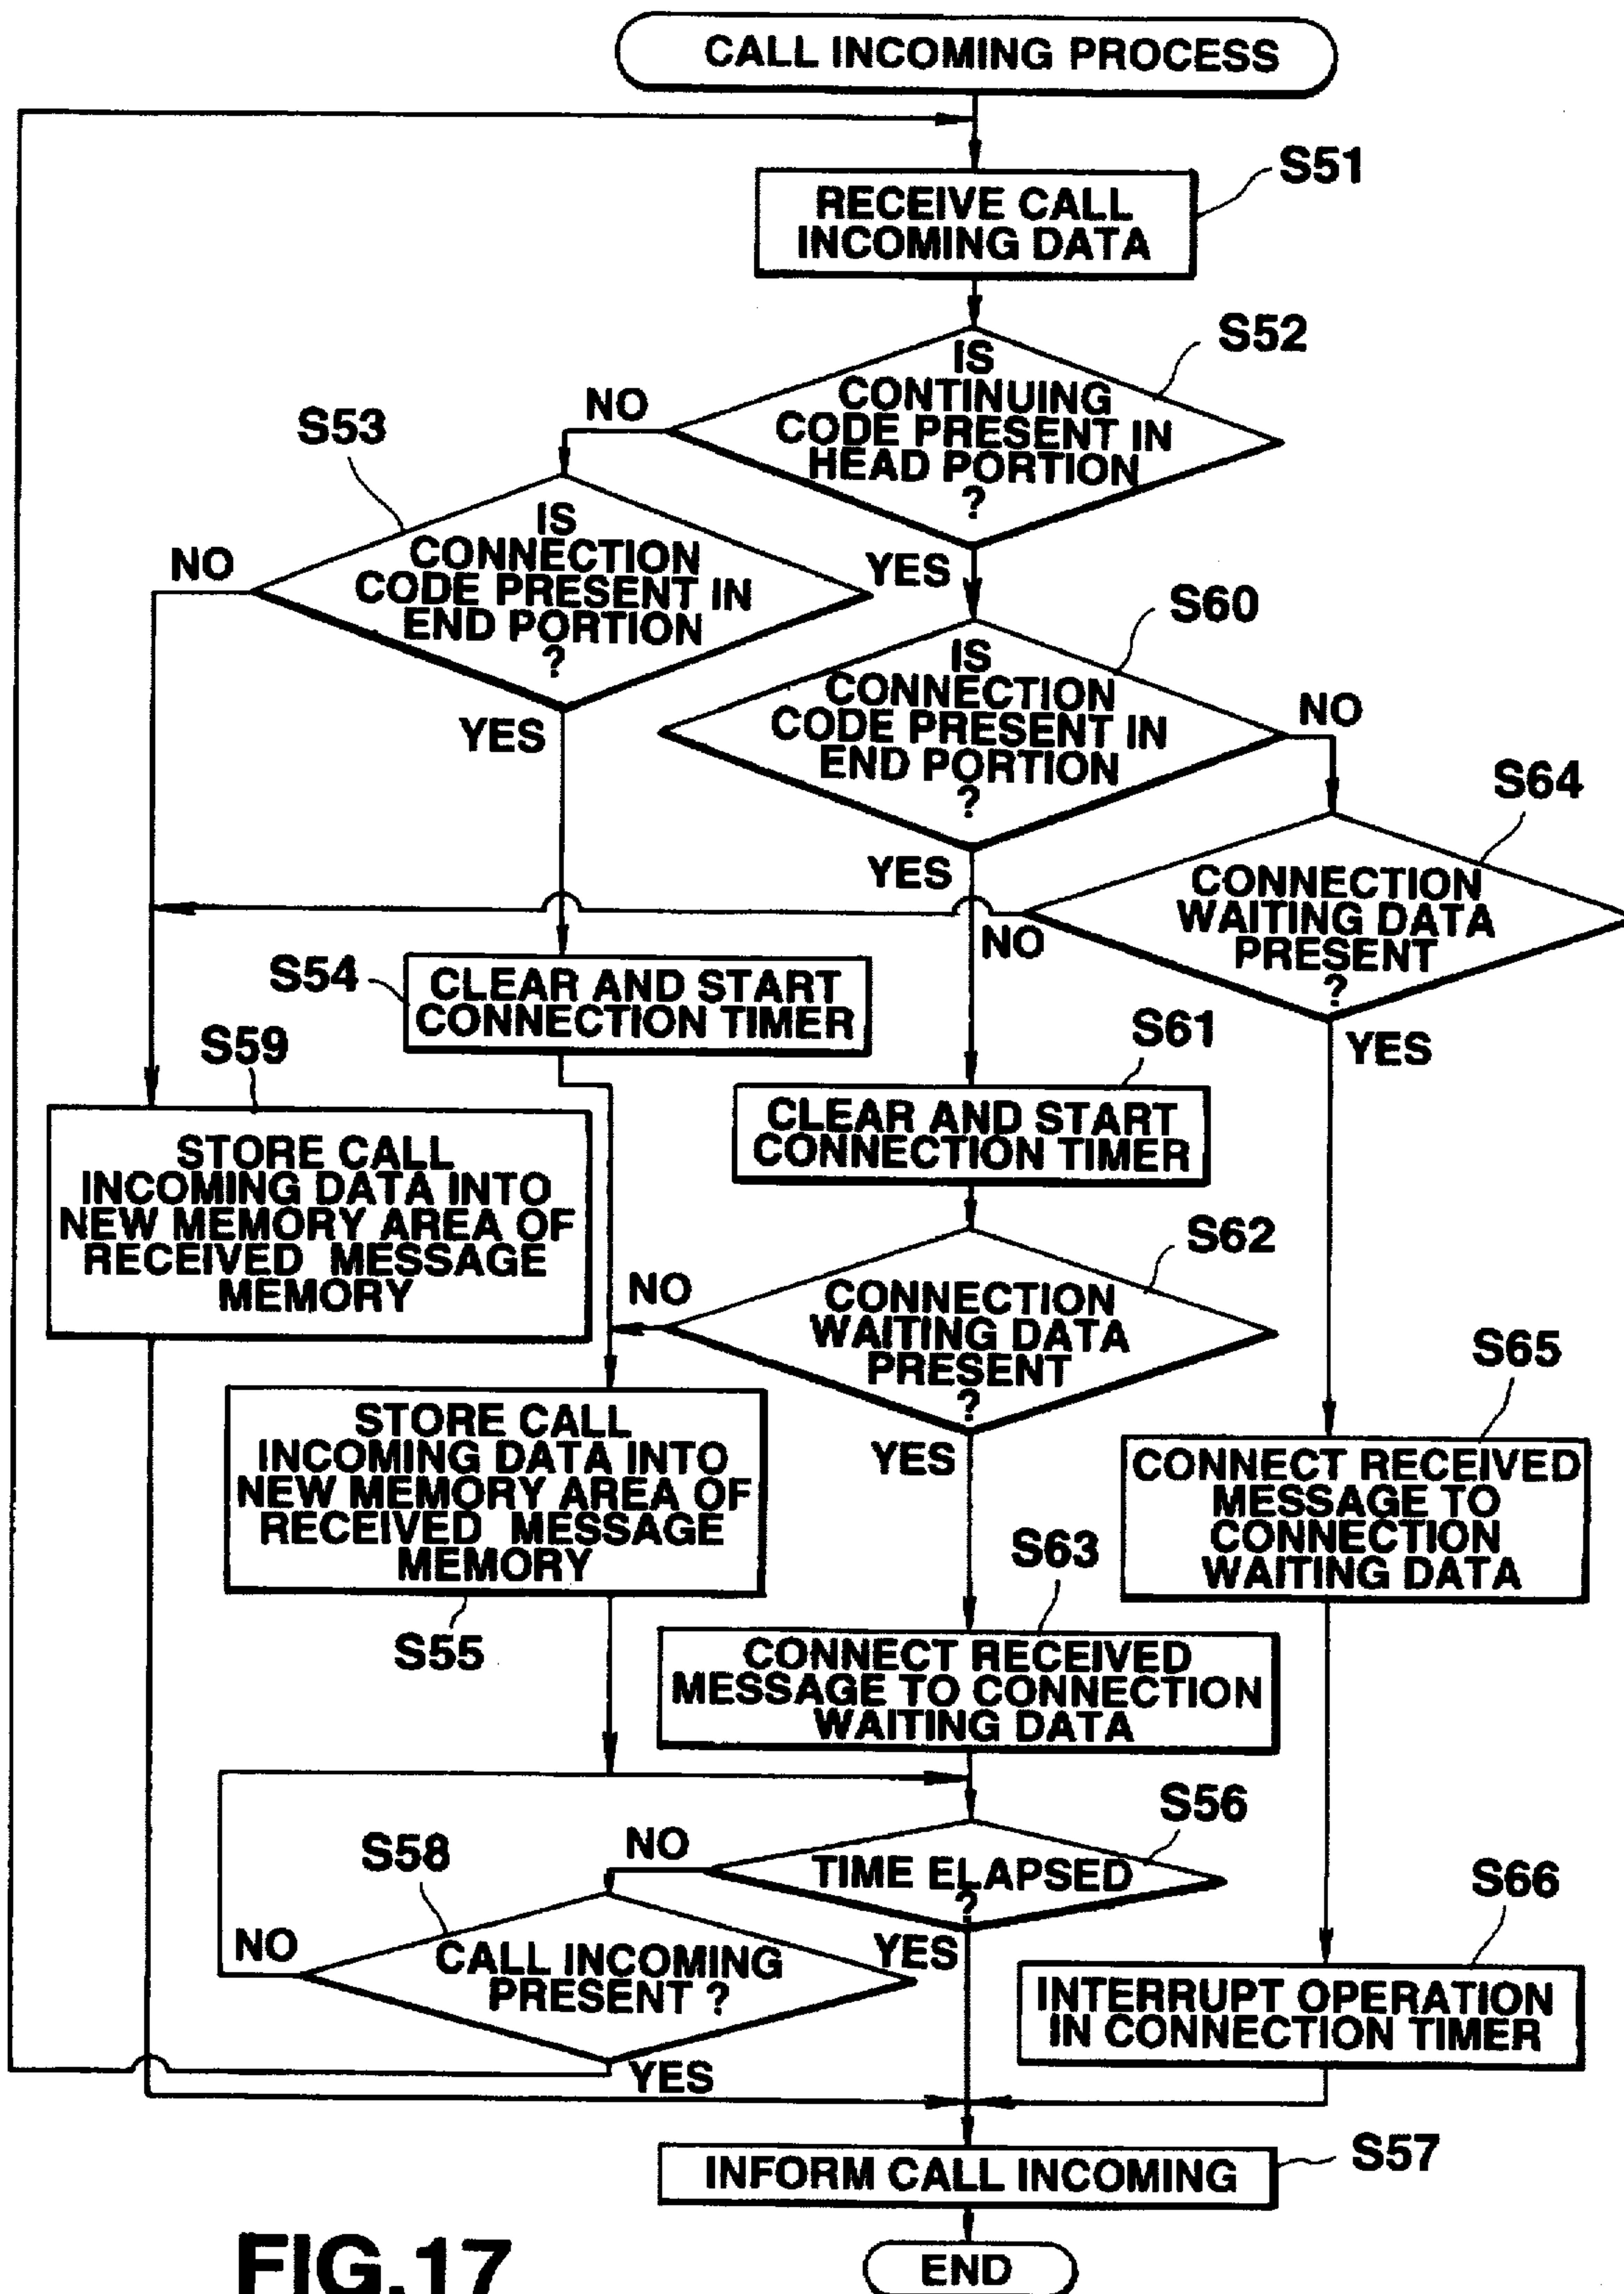 CALL INCOMING PROCESS
S51
RECEIVE CALL
INCOMING DATA
S52
IS
CONTINUING
CODE PRESENT IN
HEAD PORTION
?
NO
YES
S53
IS
CONNECTION
CODE PRESENT IN
END PORTION
?
NO
YES
S60
IS
CONNECTION
CODE PRESENT IN
END PORTION
?
NO
YES
S64
CONNECTION
WAITING DATA
PRESENT
?
NO
YES
S54
CLEAR AND START
CONNECTION TIMER
S59
STORE CALL
INCOMING DATA INTO
NEW MEMORY AREA OF
RECEIVED MESSAGE
MEMORY
S61
CLEAR AND START
CONNECTION TIMER
S62
CONNECTION
WAITING DATA
PRESENT
?
NO
YES
S65
CONNECT RECEIVED
MESSAGE TO
CONNECTION
WAITING DATA
STORE CALL
INCOMING DATA INTO
NEW MEMORY AREA OF
RECEIVED MESSAGE
MEMORY
S55
S63
CONNECT RECEIVED
MESSAGE TO CONNECTION
WAITING DATA
S56
TIME ELAPSED
?
NO
YES
S58
CALL INCOMING
PRESENT ?
NO
YES
S66
INTERRUPT OPERATION
IN CONNECTION TIMER
S57
INFORM CALL INCOMING
END
FIG.17